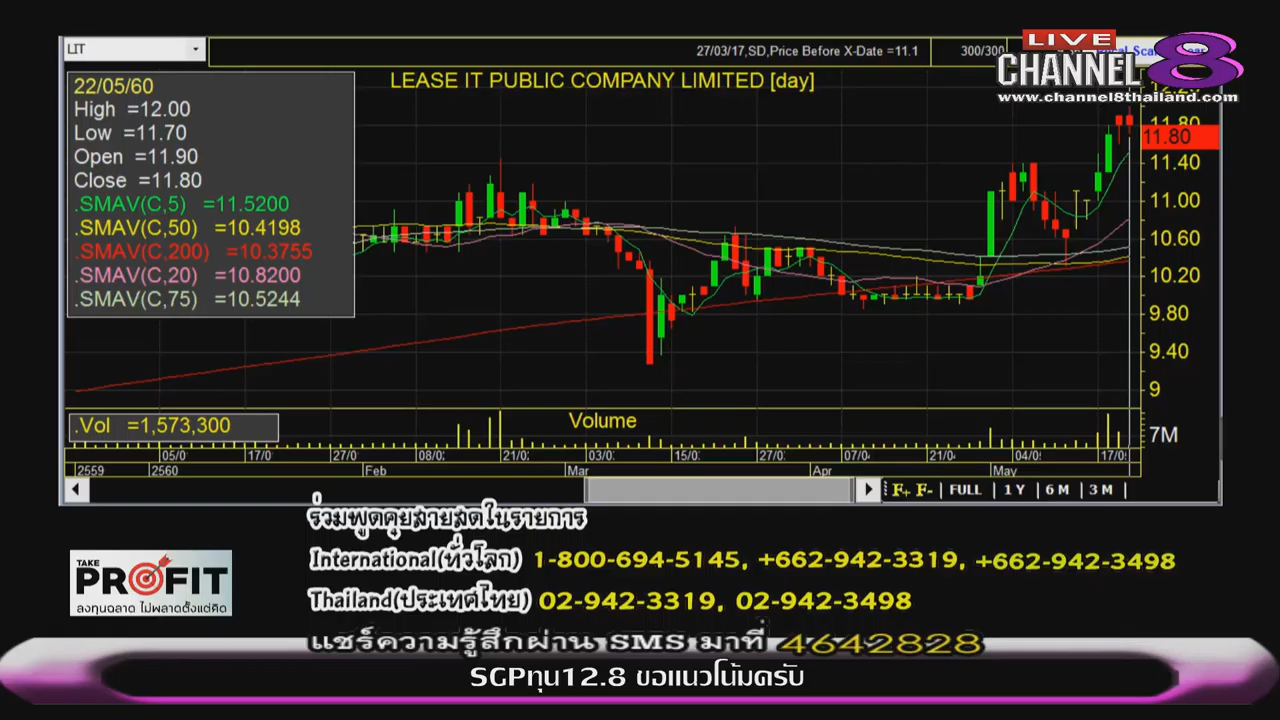 LIT
27/03/17,SD,Price Before X-Date =11.1
300/300
LIVE
CHANNEL 8
www.channel8thailand.com
LEASE IT PUBLIC COMPANY LIMITED [day]
22/05/60
High =12.00
Low =11.70
Open =11.90
Close =11.80
.SMAV(C,5) =11.5200
.SMAV(C,50) =10.4198
.SMAV(C,200) =10.3755
.SMAV(C,20) =10.8200
.SMAV(C,75) =10.5244
11.80
11.80
11.40
11.00
10.60
10.20
9.80
9.40
9
.Vol =1,573,300
Volume
7M
05/0 17/0 27/0 08/0 21/0 03/0 15/0 27/0 07/0 21/0 04/0 17/0
2559 2560 Feb Mar Apr May
F+ F- FULL 1 Y 6 M 3 M
ร่วมพูดคุยสายสดในรายการ
International(ทั่วโลก) 1-800-694-5145, +662-942-3319, +662-942-3498
Thailand(ประเทศไทย) 02-942-3319, 02-942-3498
แชร์ความรู้สึกผ่าน SMS มาที่ 4642828
TAKE
PROFIT
ลงทุนฉลาด ไม่พลาดตั้งแต่คิด
SGPทุน12.8 ขอแนวโน้มครับ